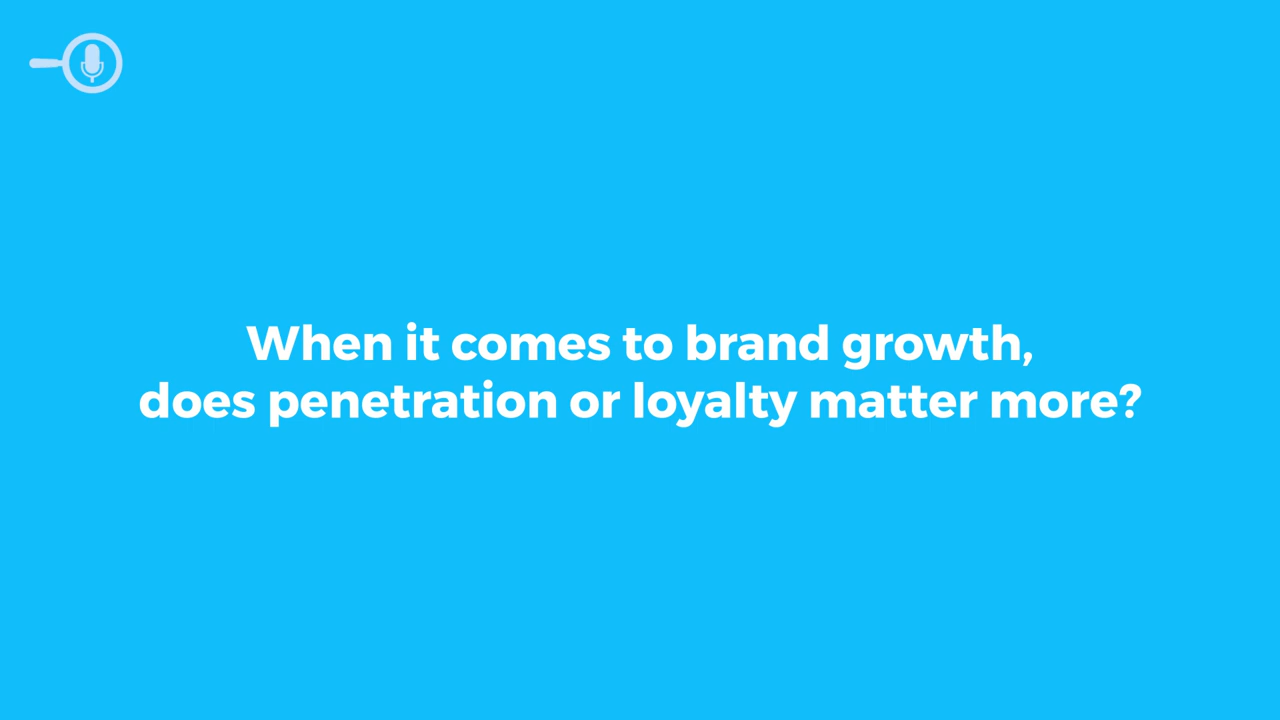 When it comes to brand growth,
does penetration or loyalty matter more?